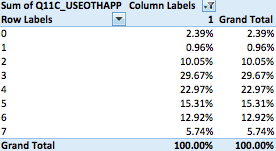 Sum of Q11C_USEOTHAPP Column Labels
Row Labels 1 Grand Total
0 2.39% 2.39%
1 0.96% 0.96%
2 10.05% 10.05%
3 29.67% 29.67%
4 22.97% 22.97%
5 15.31% 15.31%
6 12.92% 12.92%
7 5.74% 5.74%
Grand Total 100.00% 100.00%